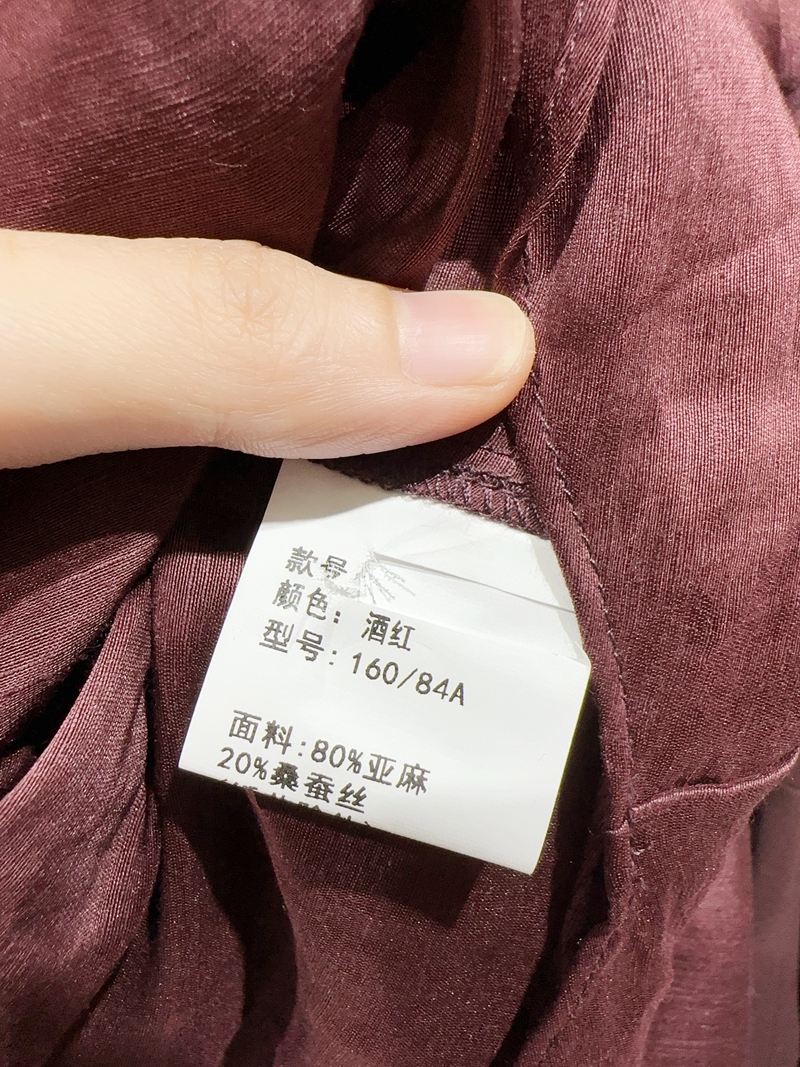 款号
颜色：酒红
型号：160/84A
面料：80%亚麻
20%桑蚕丝